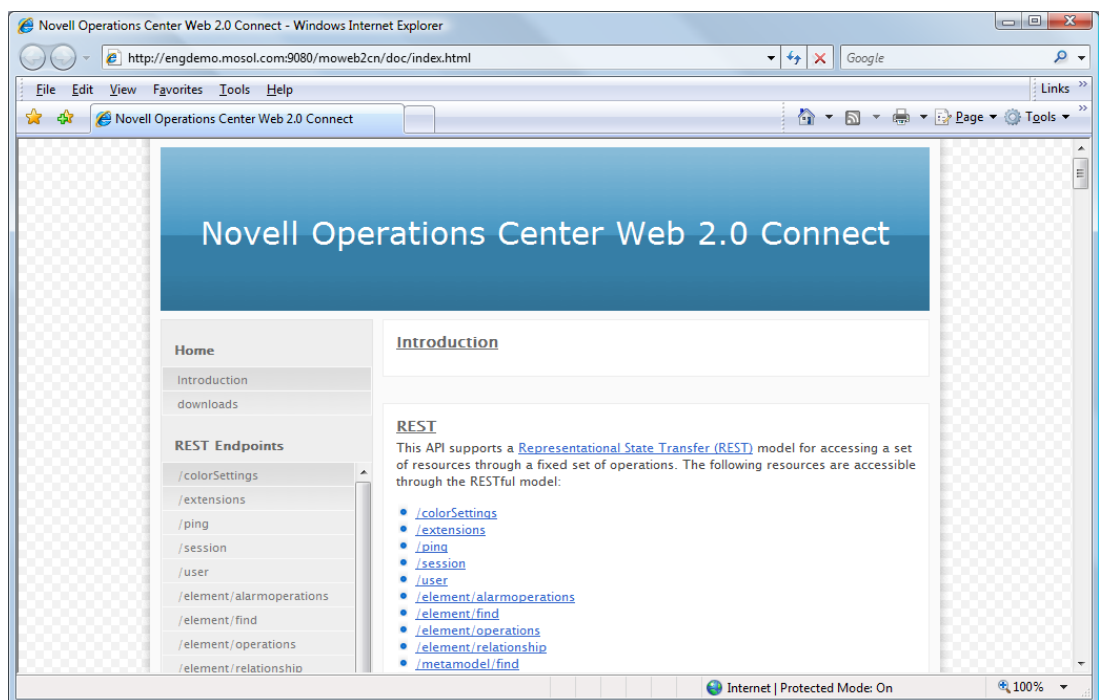 Novell Operations Center Web 2.0 Connect - Windows Internet Explorer
http://engdemo.mosol.com:9080/moweb2cn/doc/index.html
Google
File Edit View Favorites Tools Help
Links
Novell Operations Center Web 2.0 Connect
Page Tools
Novell Operations Center Web 2.0 Connect
Home
Introduction
downloads
REST Endpoints
/colorSettings
/extensions
/ping
/session
/user
/element/alarmoperations
/element/find
/element/operations
/element/relationship
Introduction
REST
This API supports a Representational State Transfer (REST) model for accessing a set
of resources through a fixed set of operations. The following resources are accessible
through the RESTful model:
/colorSettings
/extensions
/ping
/session
/user
/element/alarmoperations
/element/find
/element/operations
/element/relationship
/metamodel/find
Internet | Protected Mode: On
100%